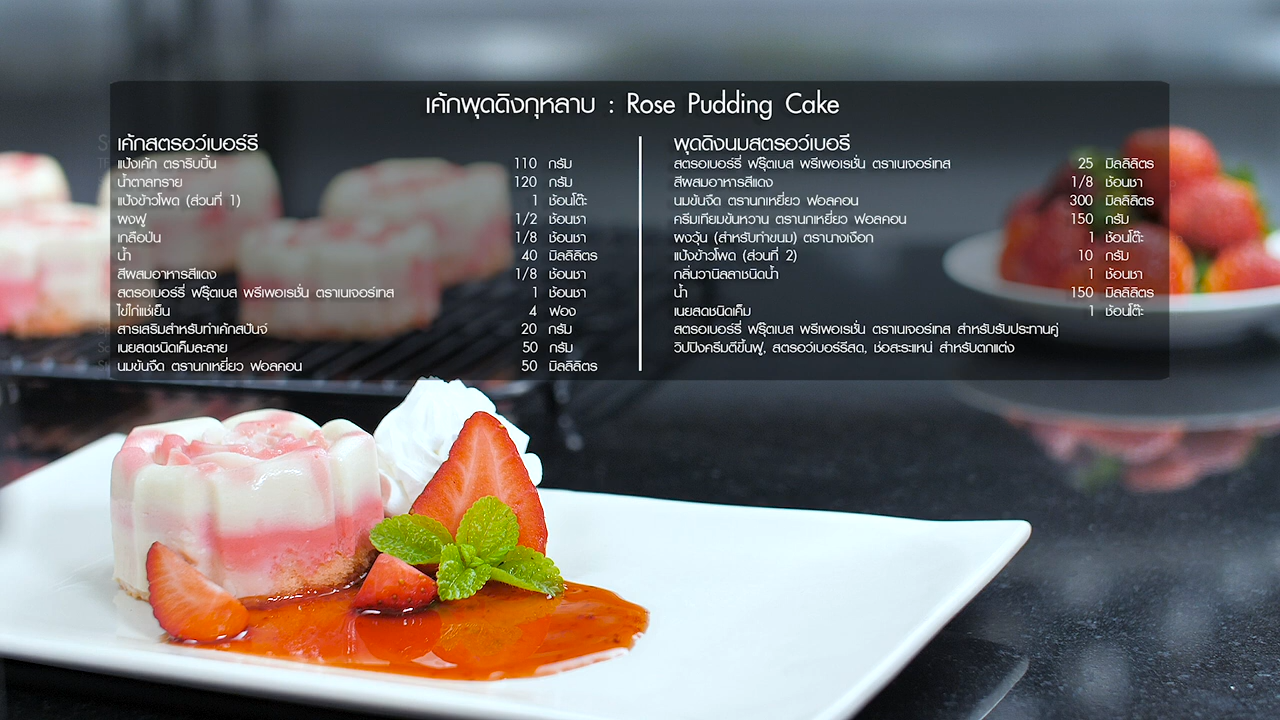 เค้กพุดดิงกุหลาบ : Rose Pudding Cake
เค้กสตรอว์เบอร์รี
แป้งเค้ก ตราริบบิ้น 110 กรัม
น้ำตาลทราย 120 กรัม
แป้งข้าวโพด (ส่วนที่ 1) 1 ช้อนโต๊ะ
ผงฟู 1/2 ช้อนชา
เกลือป่น 1/8 ช้อนชา
น้ำ 40 มิลลิลิตร
สีผสมอาหารสีแดง 1/8 ช้อนชา
สตรอเบอร์รี่ ฟรุ๊ตเบส พรีเพอเรชั่น ตราเนเจอร์เทส 1 ช้อนชา
ไข่ไก่แช่เย็น 4 ฟอง
สารเสริมสำหรับทำเค้กสปันจ์ 20 กรัม
เนยสดชนิดเค็มละลาย 50 กรัม
นมข้นจืด ตรานกเหยี่ยว ฟอลคอน 50 มิลลิลิตร
พุดดิงนมสตรอว์เบอรี
สตรอเบอร์รี่ ฟรุ๊ตเบส พรีเพอเรชั่น ตราเนเจอร์เทส 25 มิลลิลิตร
สีผสมอาหารสีแดง 1/8 ช้อนชา
นมข้นจืด ตรานกเหยี่ยว ฟอลคอน 300 มิลลิลิตร
ครีมเทียมข้นหวาน ตรานกเหยี่ยว ฟอลคอน 150 กรัม
ผงวุ้น (สำหรับทำขนม) ตรานางเงือก 1 ช้อนโต๊ะ
แป้งข้าวโพด (ส่วนที่ 2) 10 กรัม
กลิ่นวานิลลาชนิดน้ำ 1 ช้อนชา
น้ำ 150 มิลลิลิตร
เนยสดชนิดเค็ม 1 ช้อนโต๊ะ
สตรอเบอร์รี่ ฟรุ๊ตเบส พรีเพอเรชั่น ตราเนเจอร์เทส สำหรับรับประทานคู่
วิปปิงครีมตีขึ้นฟู, สตรอว์เบอร์รีสด, ช่อสะระแหน่ สำหรับตกแต่ง